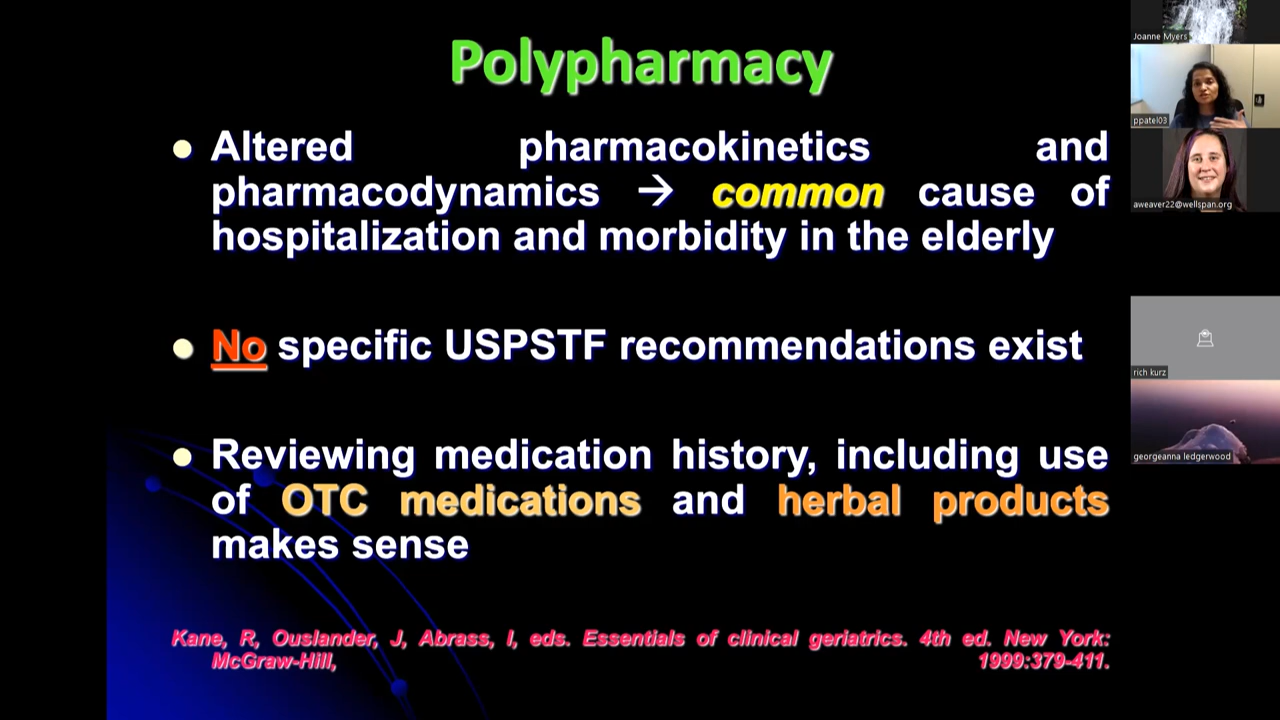 Polypharmacy
• Altered pharmacokinetics and
pharmacodynamics → common cause of
hospitalization and morbidity in the elderly
• No specific USPSTF recommendations exist
• Reviewing medication history, including use
of OTC medications and herbal products
makes sense
Kane, R, Ouslander, J, Abrass, I, eds. Essentials of clinical geriatrics. 4th ed. New York:
McGraw-Hill, 1999:379-411.
Joanne Myers
ppatel03
aweaver22@wellspan.org
rich kurz
georgeanna ledgerwood